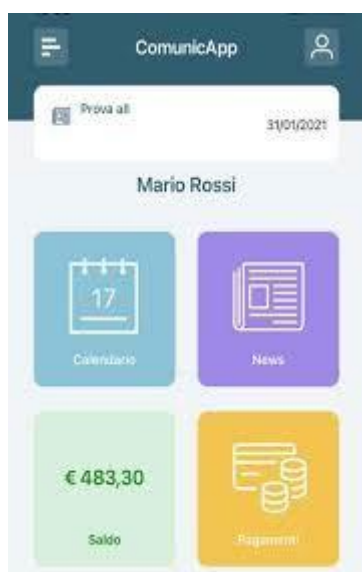 ComunicApp
Prova all
31/01/2021
Mario Rossi
17
Calendario
News
€ 483,30
Saldo
Pagamenti